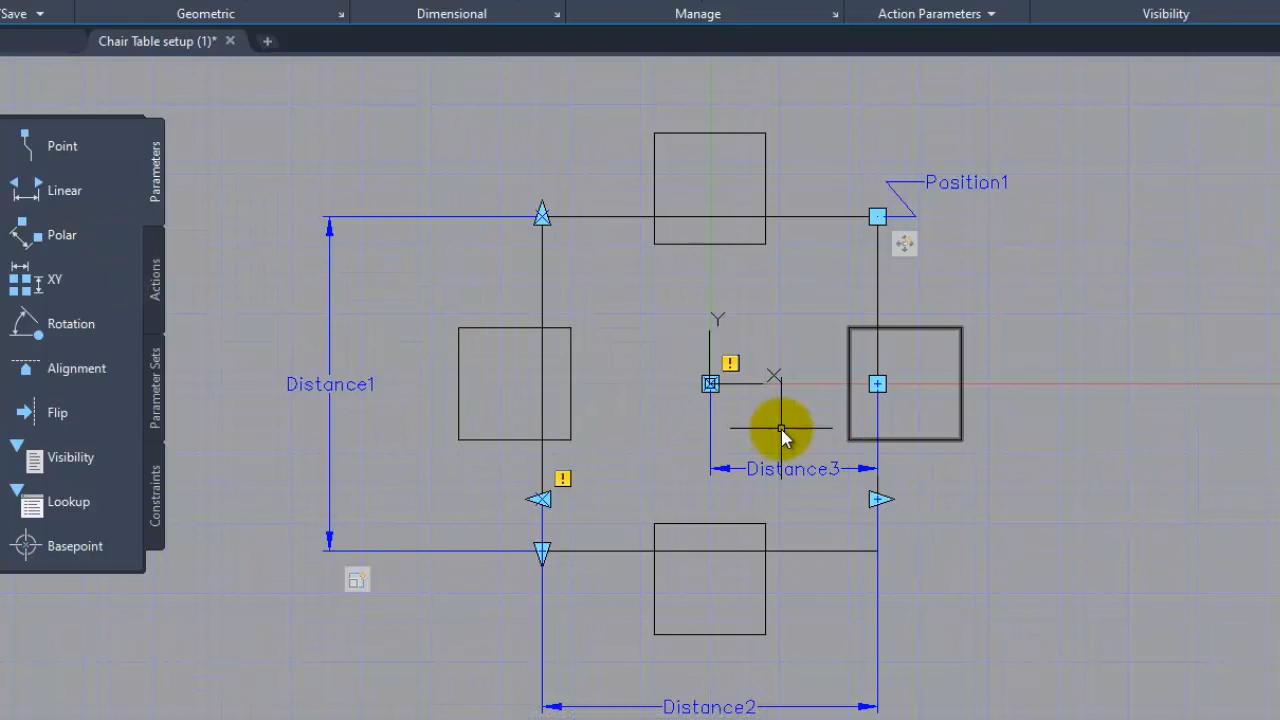 /Save
Geometric
Dimensional
Manage
Action Parameters
Visibility
Chair Table setup (1)*
Point
Linear
Polar
XY
Rotation
Alignment
Flip
Visibility
Lookup
Basepoint
Parameters
Actions
Parameter Sets
Constraints
Position1
Y
X
Distance1
Distance3
Distance2